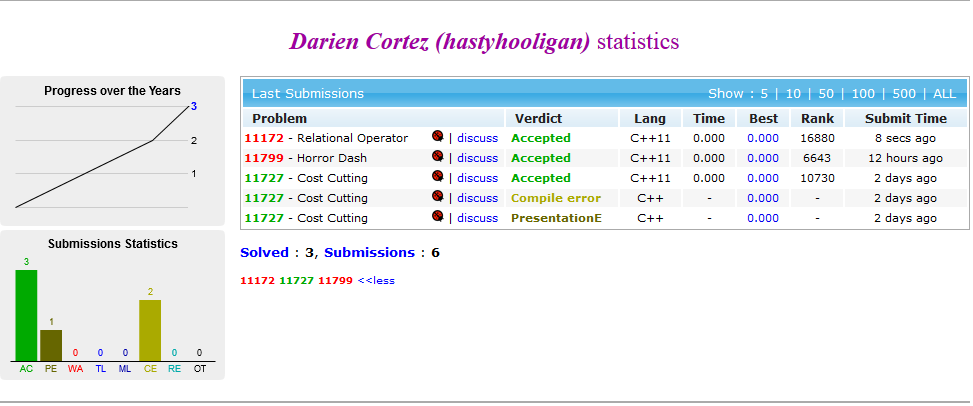 Darien Cortez (hastyhooligan) statistics
Progress over the Years
3
2
1
Submissions Statistics
3
1
0
0
0
2
0
0
AC PE WA TL ML CE RE OT
Last Submissions Show : 5 | 10 | 50 | 100 | 500 | ALL
Problem Verdict Lang Time Best Rank Submit Time
11172 - Relational Operator | discuss Accepted C++11 0.000 0.000 16880 8 secs ago
11799 - Horror Dash | discuss Accepted C++11 0.000 0.000 6643 12 hours ago
11727 - Cost Cutting | discuss Accepted C++11 0.000 0.000 10730 2 days ago
11727 - Cost Cutting | discuss Compile error C++ - 0.000 - 2 days ago
11727 - Cost Cutting | discuss PresentationE C++ - 0.000 - 2 days ago
Solved : 3, Submissions : 6
11172 11727 11799 <<less